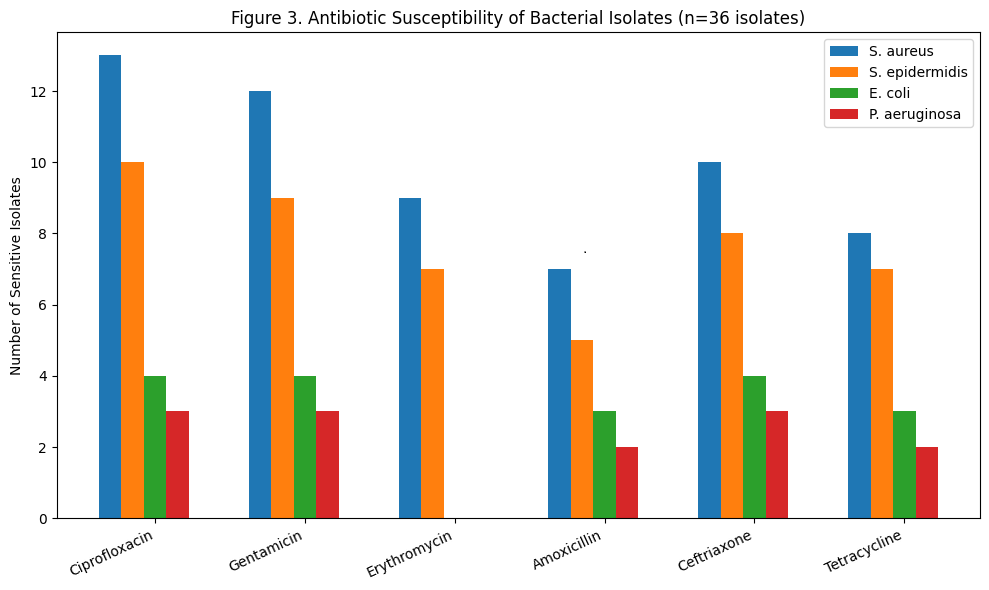 Figure 3. Antibiotic Susceptibility of Bacterial Isolates (n=36 isolates)
S. aureus
S. epidermidis
E. coli
P. aeruginosa
Number of Sensitive Isolates
12
10
8
6
4
2
0
.
Ciprofloxacin
Gentamicin
Erythromycin
Amoxicillin
Ceftriaxone
Tetracycline